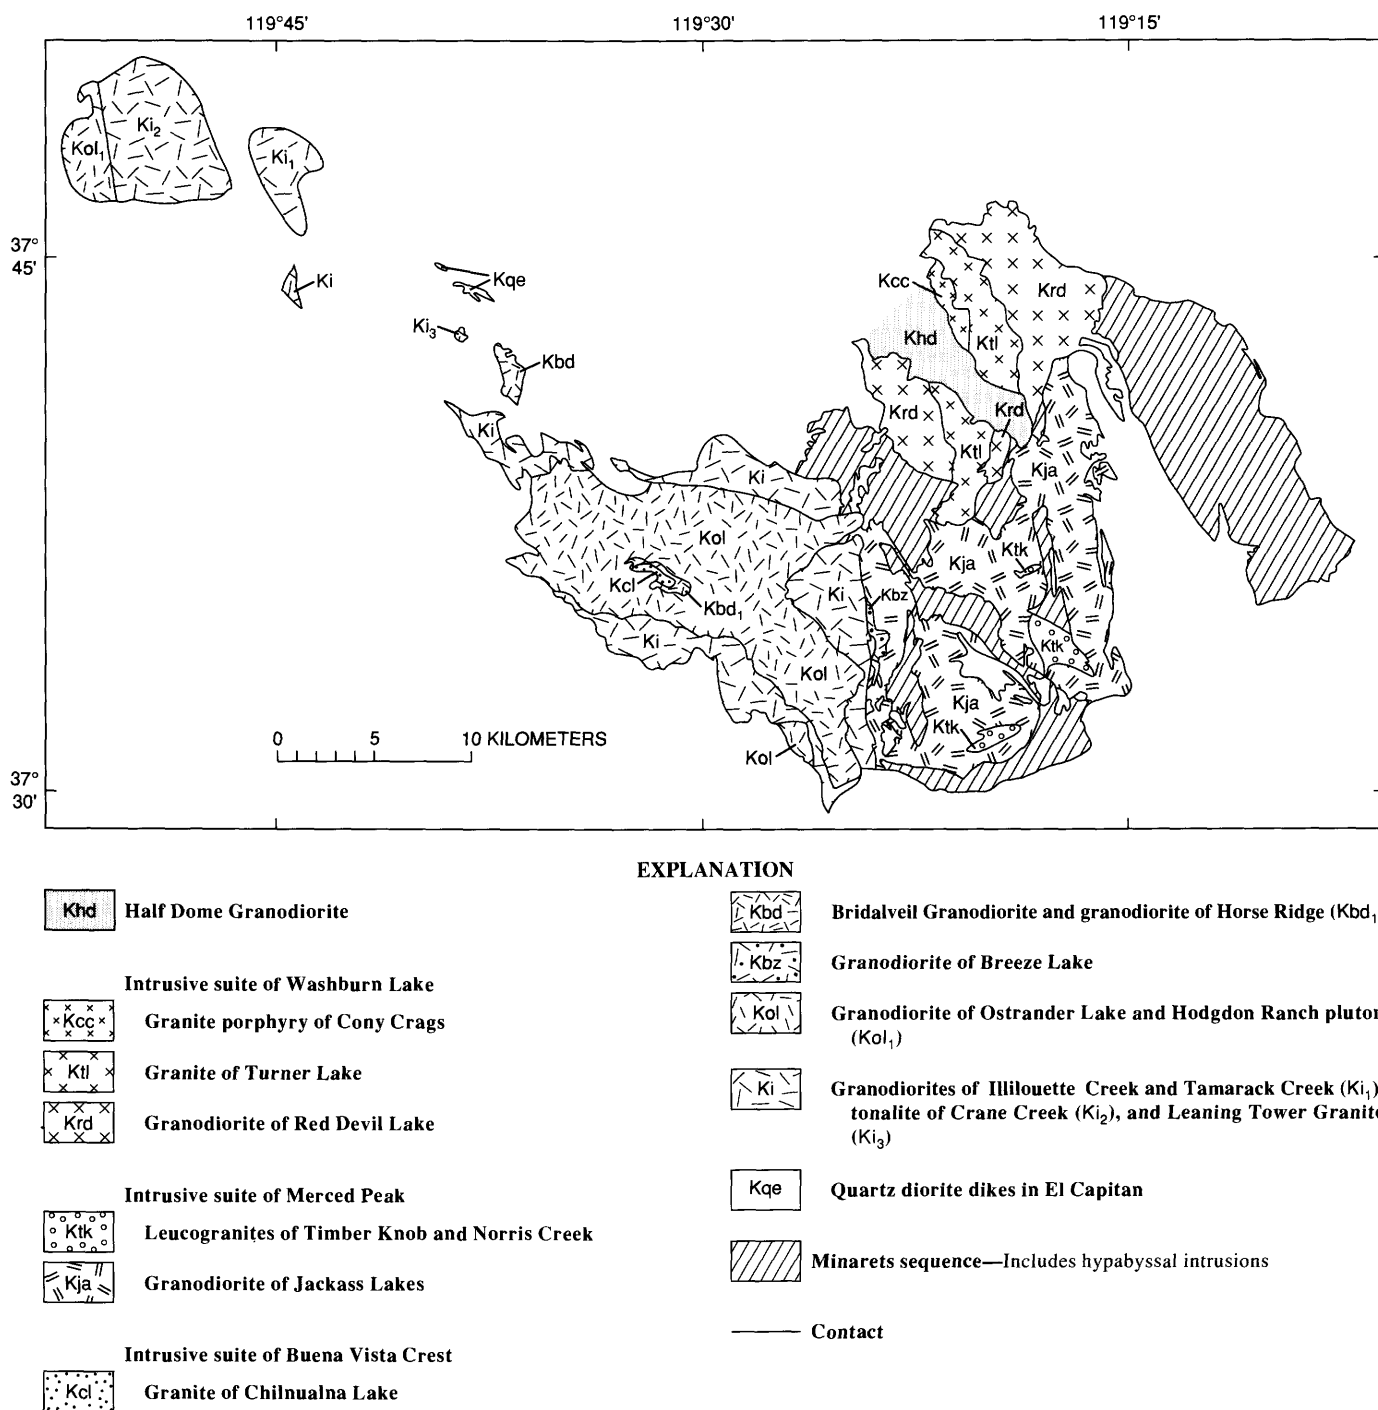 119°45'
119°30'
119°15'
Ki₂
Kol₁
Ki₁
37°
45'
Ki
Kqe
Kcc
Krd
Ki₃
Khd
Ktl
Kbd
Krd
Krd
Ki
Ktl
Kja
Ki
Kol
Ktk
Kja
Kcl
Ki
Kbz
Kbd₁
Ki
Ktk
Kol
Kja
Ktk
0 5 10 KILOMETERS
Kol
37°
30'
EXPLANATION
Khd Half Dome Granodiorite
Intrusive suite of Washburn Lake
Kcc Granite porphyry of Cony Crags
Ktl Granite of Turner Lake
Krd Granodiorite of Red Devil Lake
Intrusive suite of Merced Peak
Ktk Leucogranites of Timber Knob and Norris Creek
Kja Granodiorite of Jackass Lakes
Intrusive suite of Buena Vista Crest
Kcl Granite of Chilnualna Lake
Kbd Bridalveil Granodiorite and granodiorite of Horse Ridge (Kbd₁
Kbz Granodiorite of Breeze Lake
Kol Granodiorite of Ostrander Lake and Hodgdon Ranch pluton
(Kol₁)
Ki Granodiorites of Illilouette Creek and Tamarack Creek (Ki₁)
tonalite of Crane Creek (Ki₂), and Leaning Tower Granite
(Ki₃)
Kqe Quartz diorite dikes in El Capitan
Minarets sequence—Includes hypabyssal intrusions
Contact